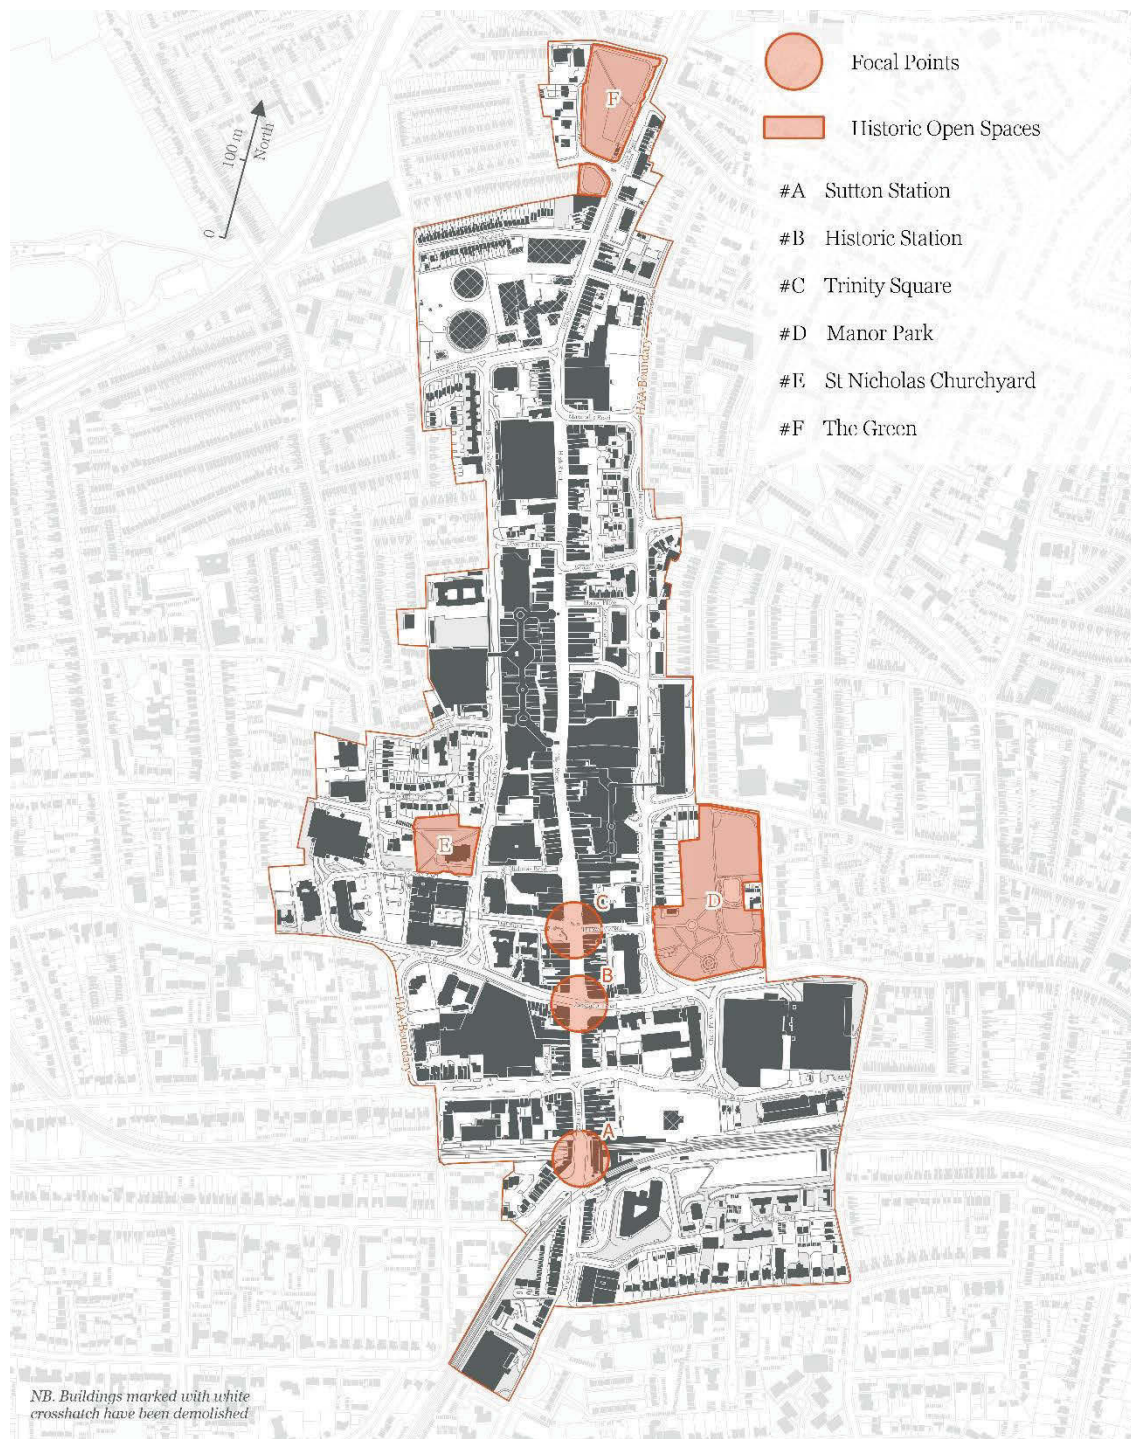 Focal Points
Historic Open Spaces
#A Sutton Station
#B Historic Station
#C Trinity Square
#D Manor Park
#E St Nicholas Churchyard
#F The Green
0
100 m
North
F
HAA Boundary
E
D
C
B
HAA Boundary
A
NB. Buildings marked with white
crosshatch have been demolished